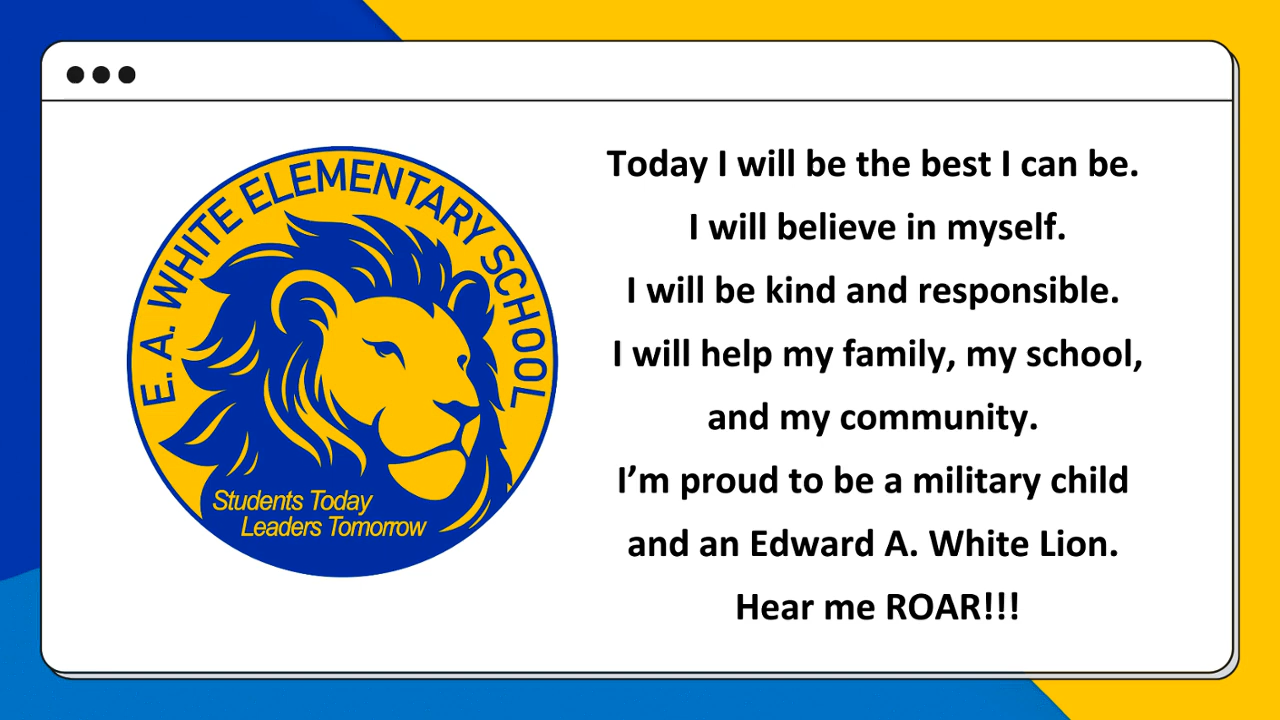 E. A. WHITE ELEMENTARY SCHOOL
Students Today
Leaders Tomorrow
Today I will be the best I can be.
I will believe in myself.
I will be kind and responsible.
I will help my family, my school,
and my community.
I’m proud to be a military child
and an Edward A. White Lion.
Hear me ROAR!!!